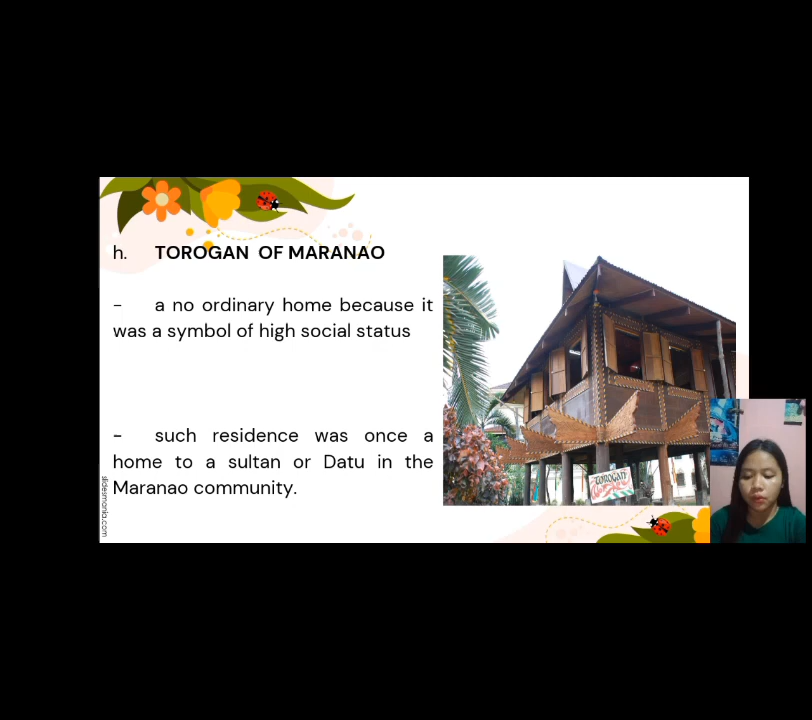 h. TOROGAN OF MARANAO
- a no ordinary home because it
was a symbol of high social status
- such residence was once a
home to a sultan or Datu in the
Maranao community.
slidesmania.com
TOROGAN